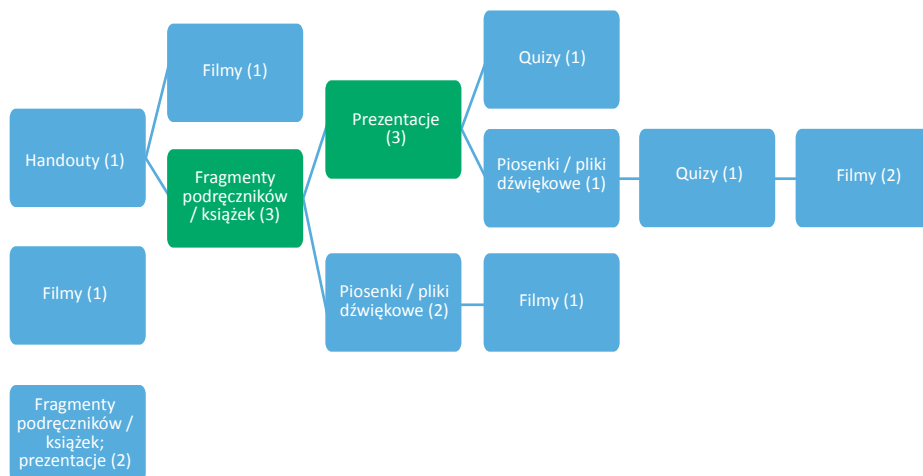 Filmy (1)
Quizy (1)
Prezentacje
(3)
Handouty (1)
Fragmenty
podręczników
/ książek (3)
Piosenki / pliki
dźwiękowe (1)
Quizy (1)
Filmy (2)
Filmy (1)
Piosenki / pliki
dźwiękowe (2)
Filmy (1)
Fragmenty
podręczników /
książek;
prezentacje (2)